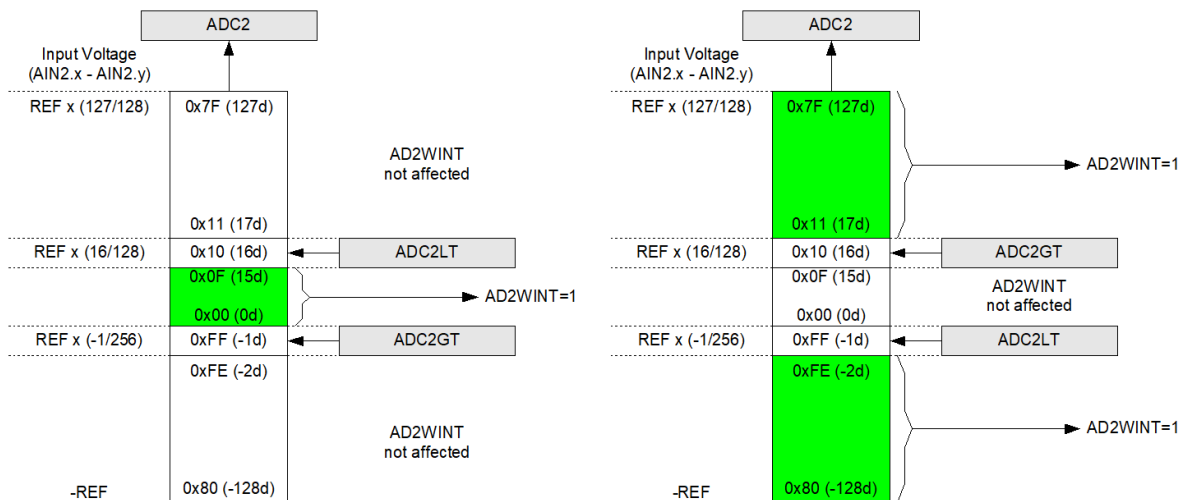 ADC2
Input Voltage
(AIN2.x - AIN2.y)
REF x (127/128)
0x7F (127d)
AD2WINT
not affected
0x11 (17d)
REF x (16/128)
0x10 (16d)
ADC2LT
0x0F (15d)
AD2WINT=1
0x00 (0d)
REF x (-1/256)
0xFF (-1d)
ADC2GT
0xFE (-2d)
AD2WINT
not affected
-REF
0x80 (-128d)
ADC2
Input Voltage
(AIN2.x - AIN2.y)
REF x (127/128)
0x7F (127d)
AD2WINT=1
0x11 (17d)
REF x (16/128)
0x10 (16d)
ADC2GT
0x0F (15d)
AD2WINT
not affected
0x00 (0d)
REF x (-1/256)
0xFF (-1d)
ADC2LT
0xFE (-2d)
AD2WINT=1
-REF
0x80 (-128d)